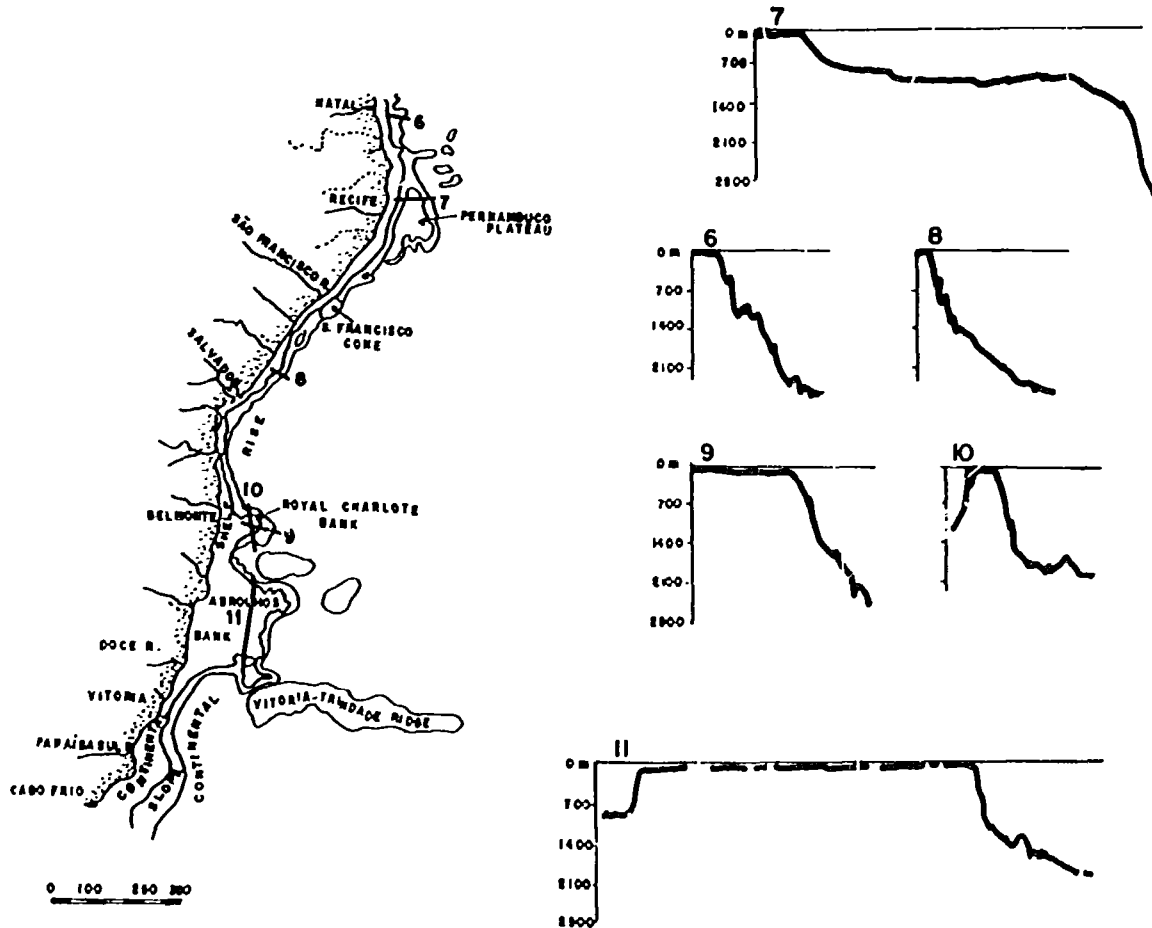 NATAL
6
RECIFE
7
PERNAMBUCO
PLATEAU
SÃO FRANCISCO R.
S. FRANCISCO
CONE
SALVADOR
8
RISE
10
ROYAL CHARLOTE
BANK
BELMONTE
SHELF
9
ABROLHOS
11
BANK
DOCE R.
VITORIA
VITORIA-TRINDADE RIDGE
PARAIBA SUL R.
CONTINENTAL
SLOPE
CONTINENTAL
CABO FRIO
0 100
7
0 m
700
1400
2100
2800
6
0 m
700
1400
2100
8
9
0 m
700
1400
2100
2800
10
11
0 m
700
1400
2100
2800